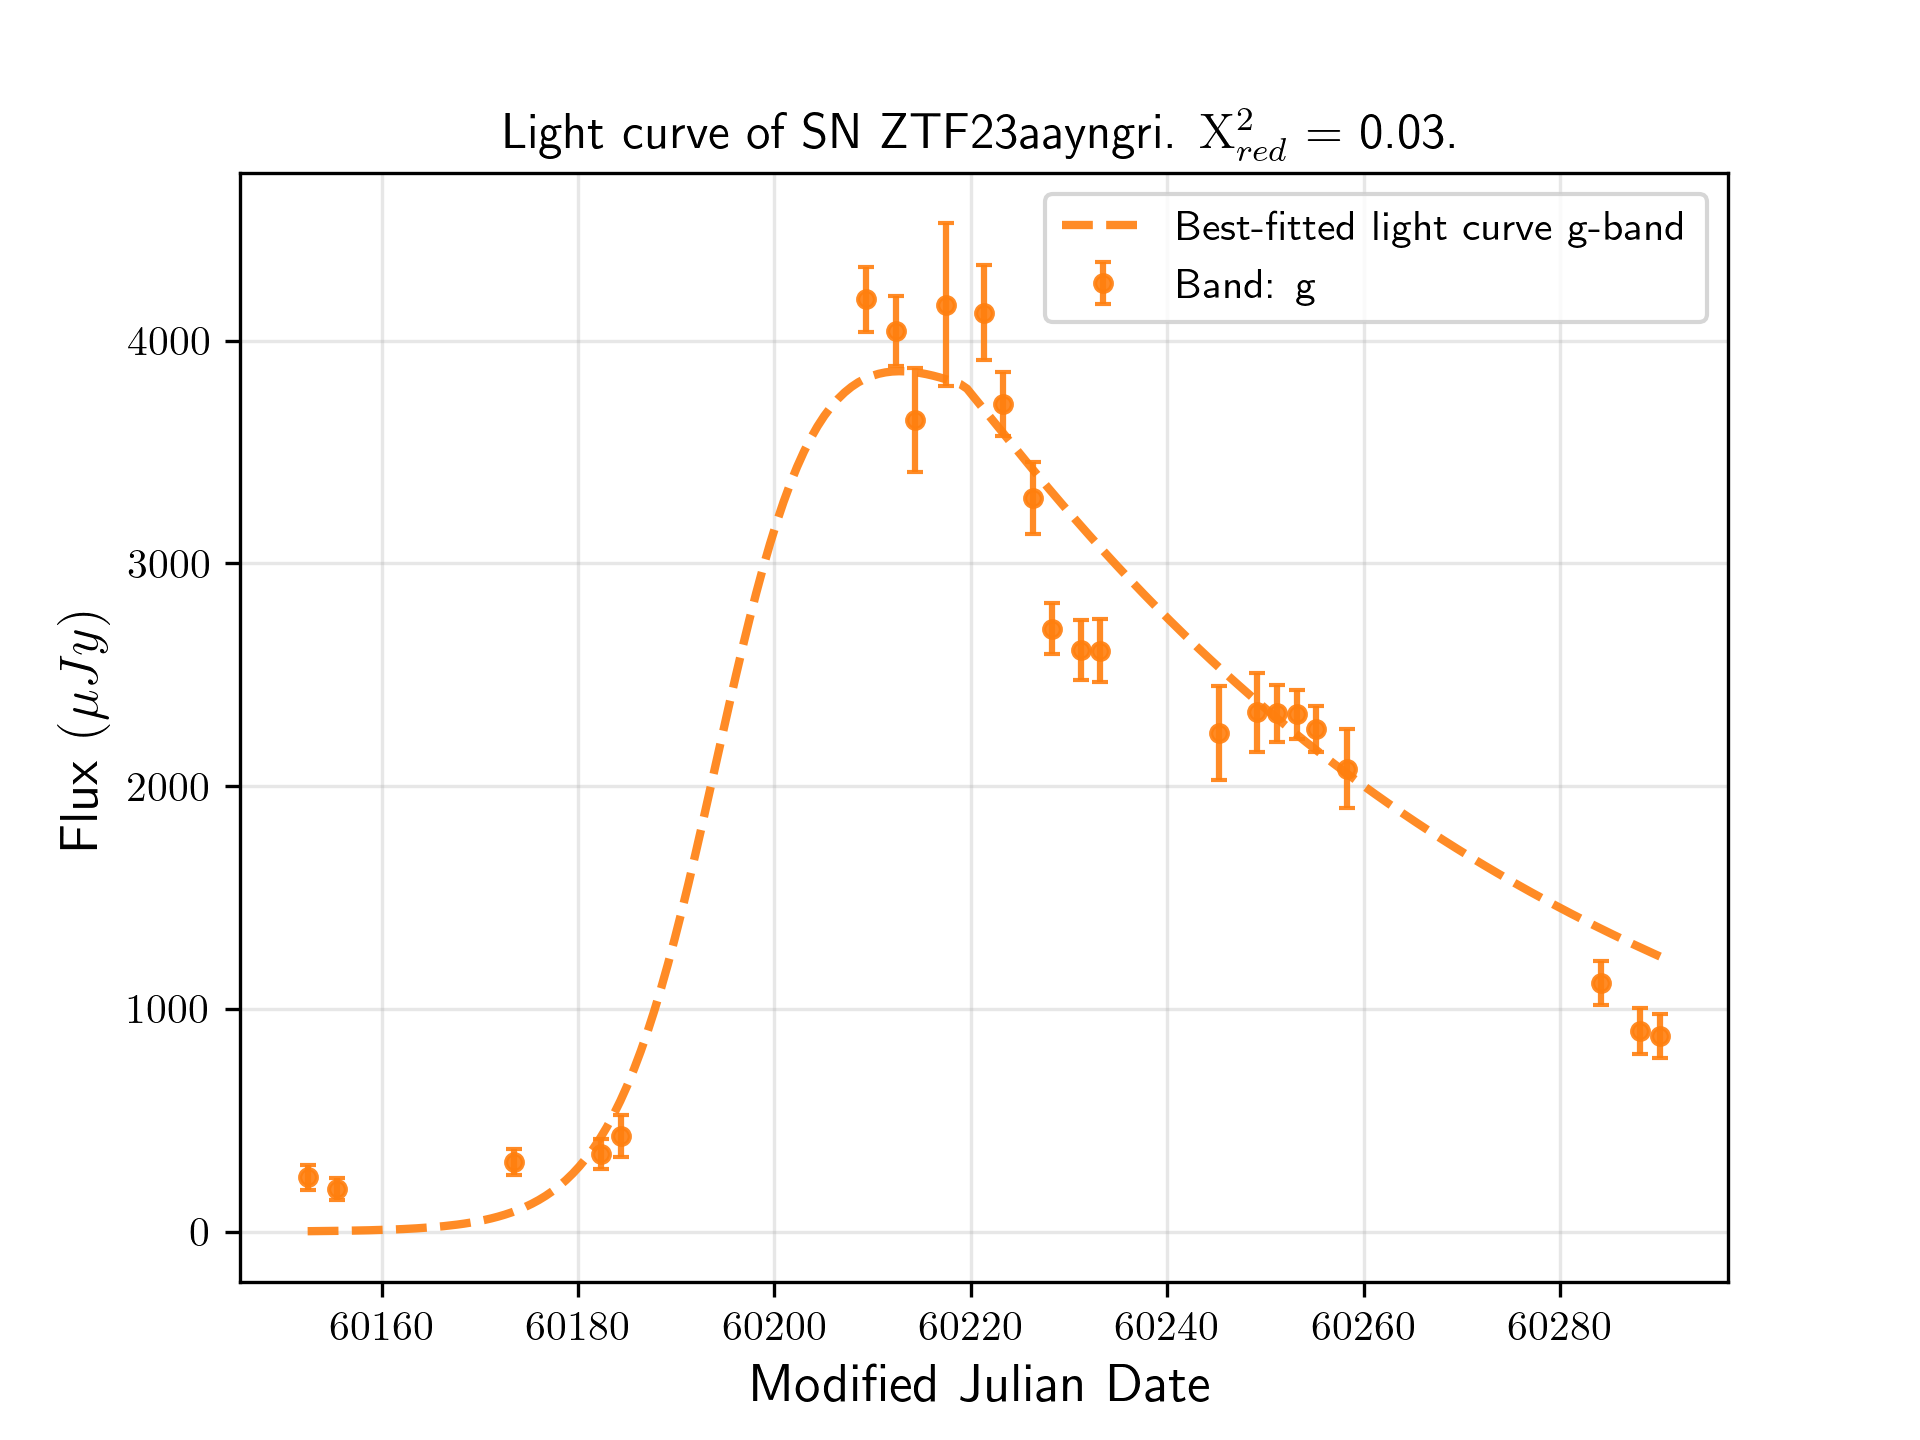 Light curve of SN ZTF23aayngri. X²_red = 0.03.
Best-fitted light curve g-band
Band: g
4000
3000
2000
1000
0
Flux (μJy)
60160 60180 60200 60220 60240 60260 60280
Modified Julian Date